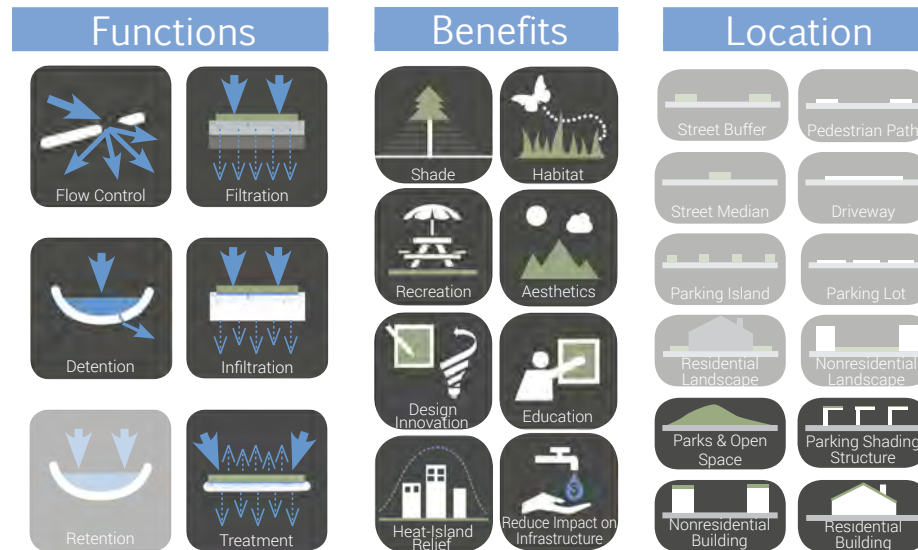 Functions
Flow Control
Filtration
Detention
Infiltration
Retention
Treatment
Benefits
Shade
Habitat
Recreation
Aesthetics
Design
Innovation
Education
Heat-Island
Relief
$
Reduce Impact on
Infrastructure
Location
Street Buffer
Pedestrian Path
Street Median
Driveway
Parking Island
Parking Lot
Residential
Landscape
Nonresidential
Landscape
Parks & Open
Space
Parking Shading
Structure
Nonresidential
Building
Residential
Building